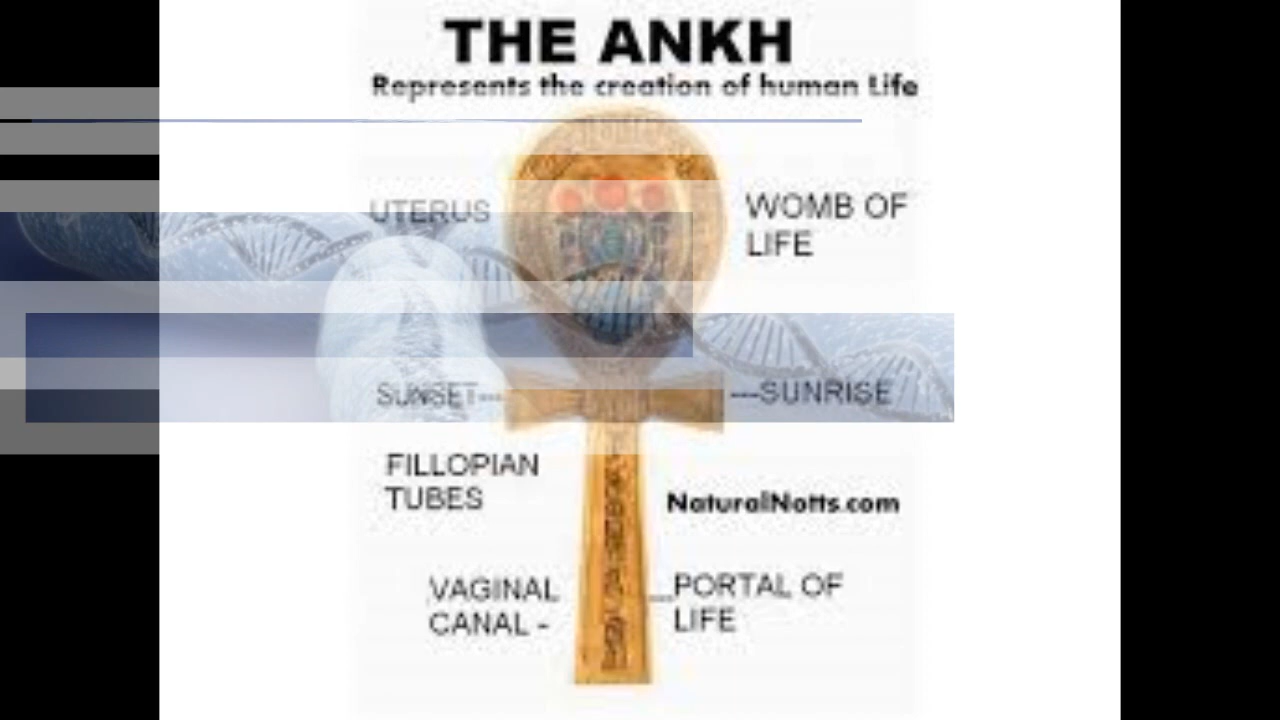 THE ANKH
Represents the creation of human Life
UTERUS
WOMB OF
LIFE
SUNSET---
---SUNRISE
FILLOPIAN
TUBES
NaturalNotts.com
VAGINAL
CANAL -
__PORTAL OF
LIFE